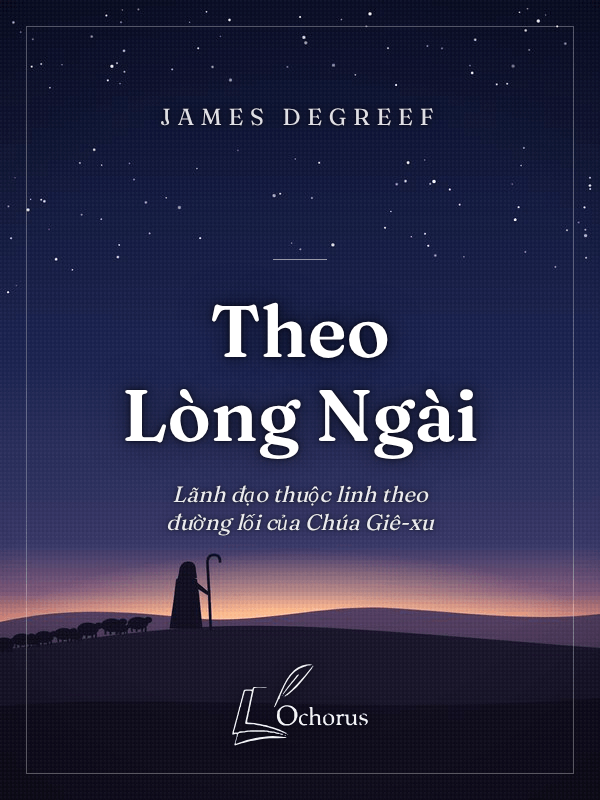 JAMES DEGREEF
Theo
Lòng Ngài
Lãnh đạo thuộc linh theo
đường lối của Chúa Giê-xu
Ochorus